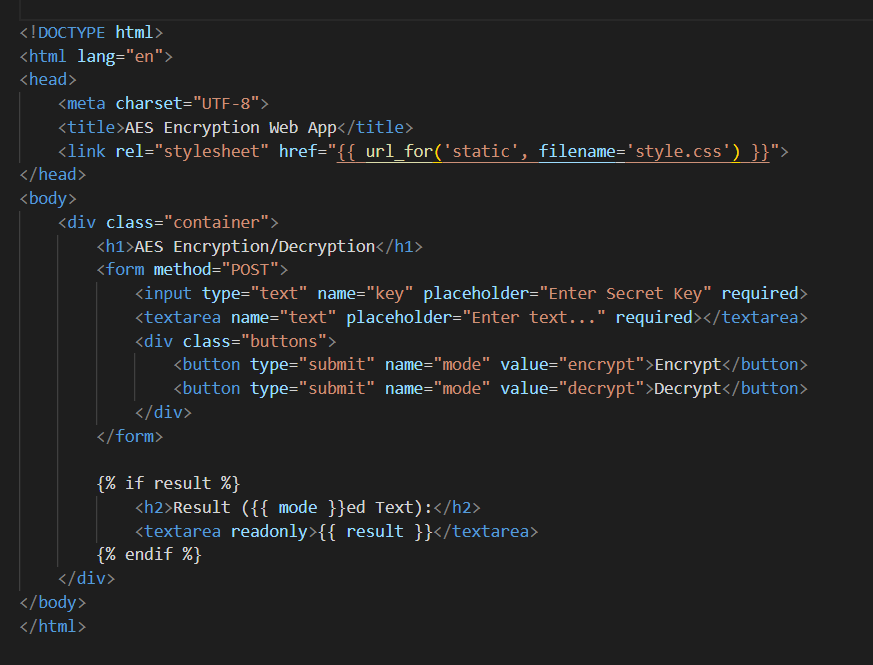 <!DOCTYPE html>
<html lang="en">
<head>
    <meta charset="UTF-8">
    <title>AES Encryption Web App</title>
    <link rel="stylesheet" href="{{ url_for('static', filename='style.css') }}">
</head>
<body>
    <div class="container">
        <h1>AES Encryption/Decryption</h1>
        <form method="POST">
            <input type="text" name="key" placeholder="Enter Secret Key" required>
            <textarea name="text" placeholder="Enter text..." required></textarea>
            <div class="buttons">
                <button type="submit" name="mode" value="encrypt">Encrypt</button>
                <button type="submit" name="mode" value="decrypt">Decrypt</button>
            </div>
        </form>

        {% if result %}
            <h2>Result ({{ mode }}ed Text):</h2>
            <textarea readonly>{{ result }}</textarea>
        {% endif %}
    </div>
</body>
</html>